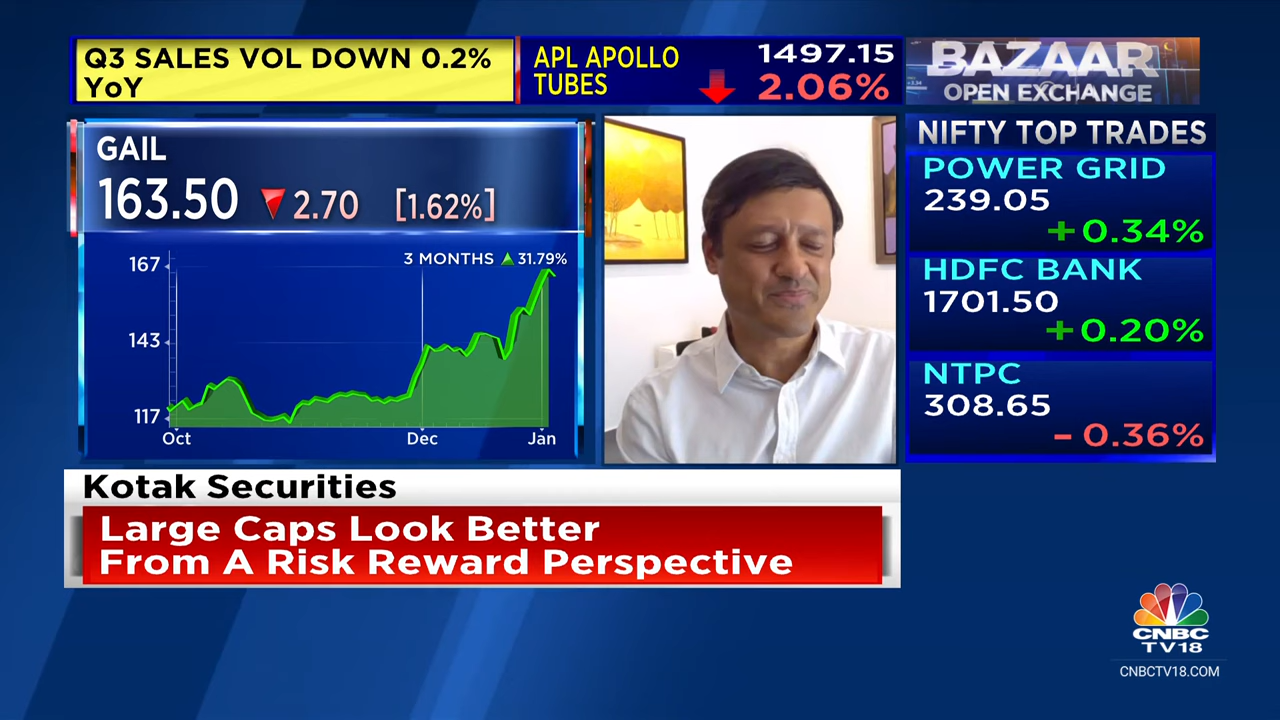 Q3 SALES VOL DOWN 0.2%
YoY
APL APOLLO
TUBES
1497.15
2.06%
BAZAAR
OPEN EXCHANGE
GAIL
163.50 2.70 [1.62%]
3 MONTHS 31.79%
167
143
117
Oct Dec Jan
NIFTY TOP TRADES
POWER GRID
239.05
+0.34%
HDFC BANK
1701.50
+0.20%
NTPC
308.65
-0.36%
Kotak Securities
Large Caps Look Better
From A Risk Reward Perspective
CNBC
TV18
CNBCTV18.COM